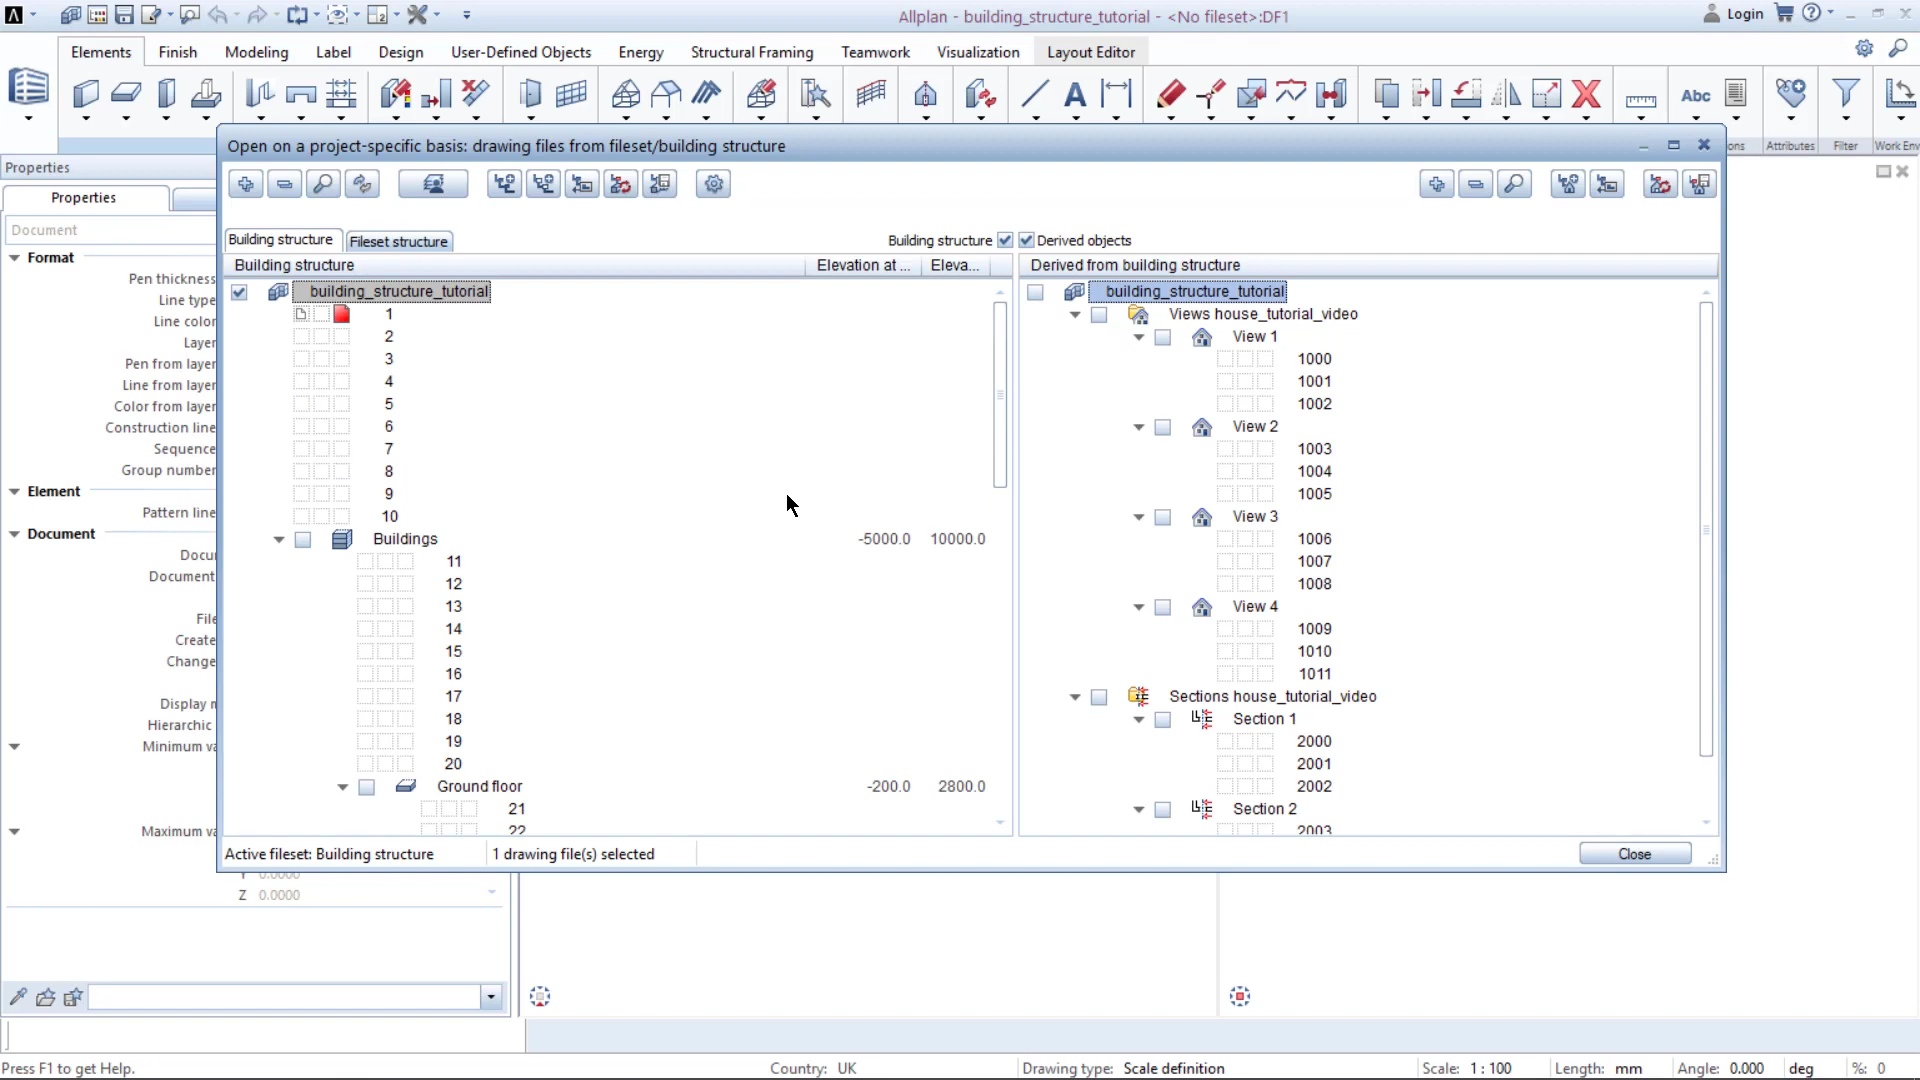 Allplan - building_structure_tutorial - <No fileset>:DF1
Login
Elements Finish Modeling Label Design User-Defined Objects Energy Structural Framing Teamwork Visualization Layout Editor
Abc
Attributes Filter Work Env
Open on a project-specific basis: drawing files from fileset/building structure
Properties
Properties
Document
Format
Pen thickness
Line type
Line color
Layer
Pen from layer
Line from layer
Color from layer
Construction line
Sequence
Group number
Element
Pattern line
Document
Docu
Document
File
Create
Change
Display
Hierarchic
Minimum va
Maximum va
Y 0.0000
Z 0.0000
Building structure Fileset structure
Building structure Derived objects
Building structure Elevation at ... Eleva...
building_structure_tutorial
1
2
3
4
5
6
7
8
9
10
Buildings -5000.0 10000.0
11
12
13
14
15
16
17
18
19
20
Ground floor -200.0 2800.0
21
22
Derived from building structure
building_structure_tutorial
Views house_tutorial_video
View 1
1000
1001
1002
View 2
1003
1004
1005
View 3
1006
1007
1008
View 4
1009
1010
1011
Sections house_tutorial_video
Section 1
2000
2001
2002
Section 2
2003
Active fileset: Building structure 1 drawing file(s) selected
Close
Press F1 to get Help. Country: UK Drawing type: Scale definition Scale: 1 : 100 Length: mm Angle: 0.000 deg %: 0